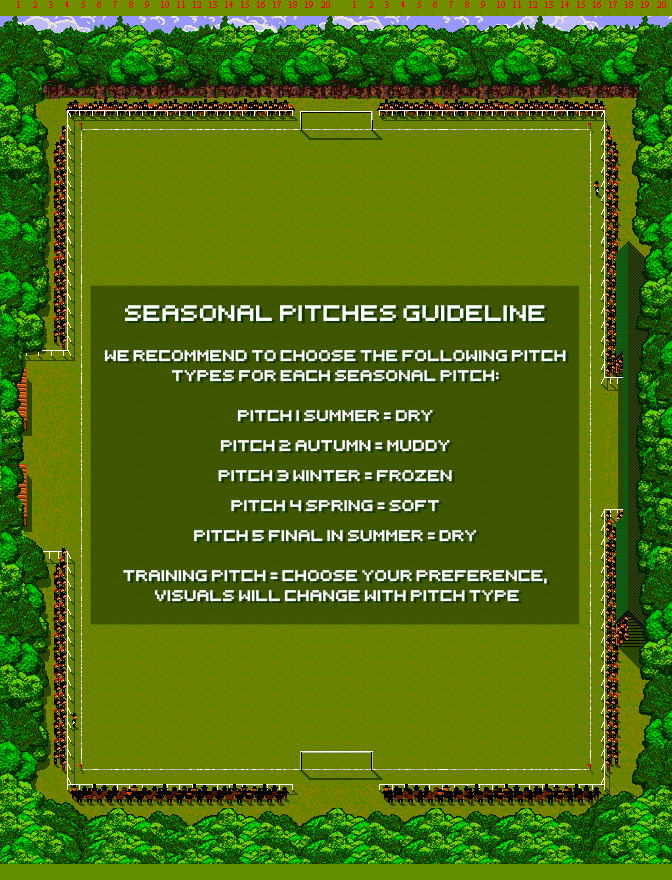 1 2 3 4 5 6 7 8 9 10 11 12 13 14 15 16 17 18 19 20 1 2 3 4 5 6 7 8 9 10 11 12 13 14 15 16 17 18 19 20
SEASONAL PITCHES GUIDELINE
WE RECOMMEND TO CHOOSE THE FOLLOWING PITCH
TYPES FOR EACH SEASONAL PITCH:
PITCH 1 SUMMER = DRY
PITCH 2 AUTUMN = MUDDY
PITCH 3 WINTER = FROZEN
PITCH 4 SPRING = SOFT
PITCH 5 FINAL IN SUMMER = DRY
TRAINING PITCH = CHOOSE YOUR PREFERENCE,
VISUALS WILL CHANGE WITH PITCH TYPE